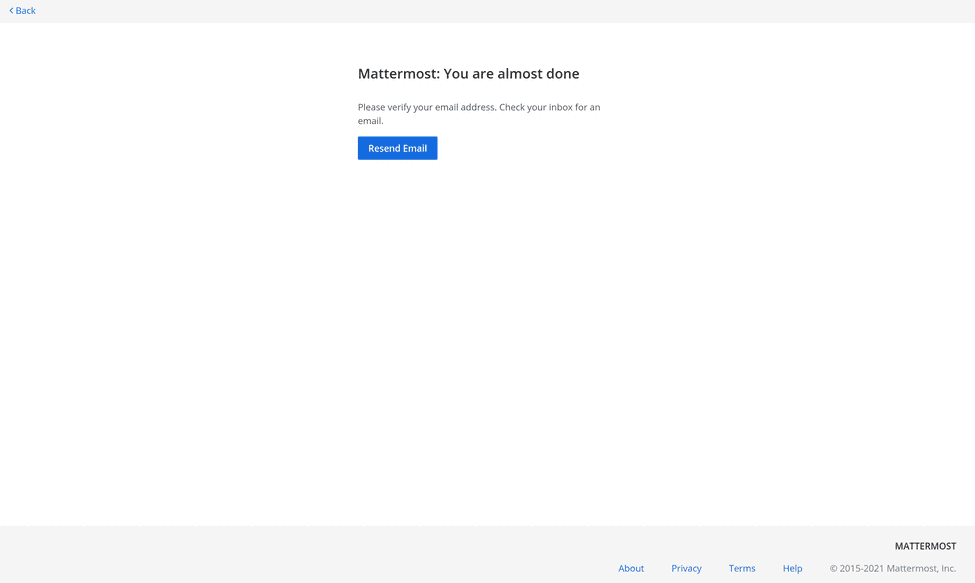 Back
Mattermost: You are almost done
Please verify your email address. Check your inbox for an
email.
Resend Email
MATTERMOST
About Privacy Terms Help © 2015-2021 Mattermost, Inc.